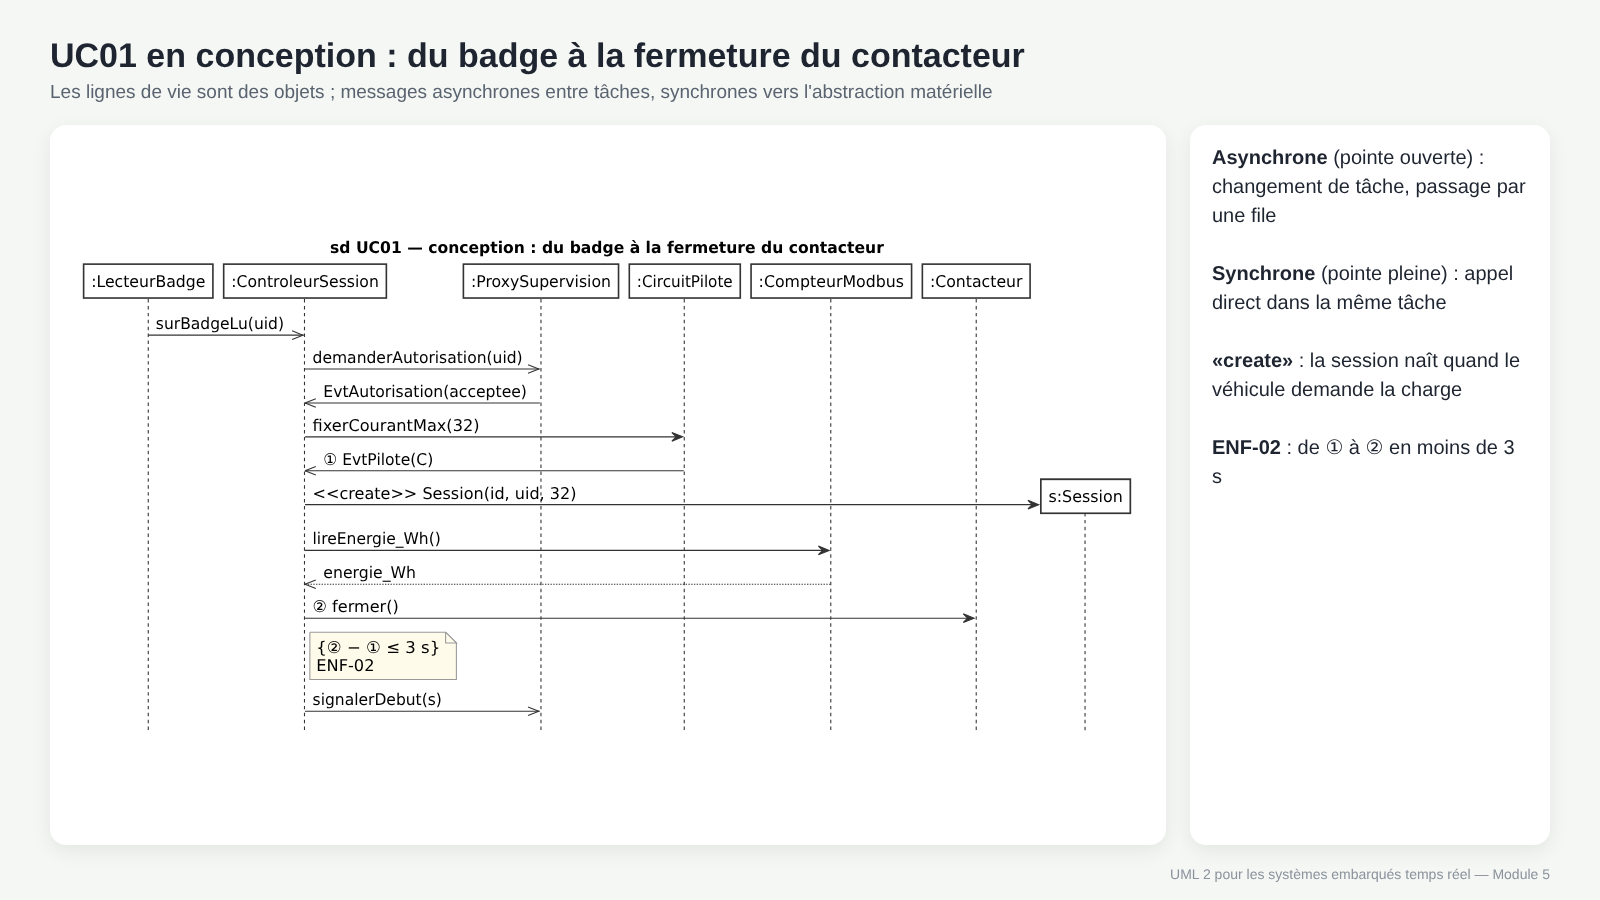 UC01 en conception : du badge à la fermeture du contacteur
Les lignes de vie sont des objets ; messages asynchrones entre tâches, synchrones vers l'abstraction matérielle
sd UC01 — conception : du badge à la fermeture du contacteur
:LecteurBadge
:ControleurSession
:ProxySupervision
:CircuitPilote
:CompteurModbus
:Contacteur
surBadgeLu(uid)
demanderAutorisation(uid)
EvtAutorisation(acceptee)
fixerCourantMax(32)
① EvtPilote(C)
<<create>> Session(id, uid, 32)
s:Session
lireEnergie_Wh()
energie_Wh
② fermer()
{② − ① ≤ 3 s}
ENF-02
signalerDebut(s)
Asynchrone (pointe ouverte) :
changement de tâche, passage par
une file
Synchrone (pointe pleine) : appel
direct dans la même tâche
«create» : la session naît quand le
véhicule demande la charge
ENF-02 : de ① à ② en moins de 3
s
UML 2 pour les systèmes embarqués temps réel — Module 5